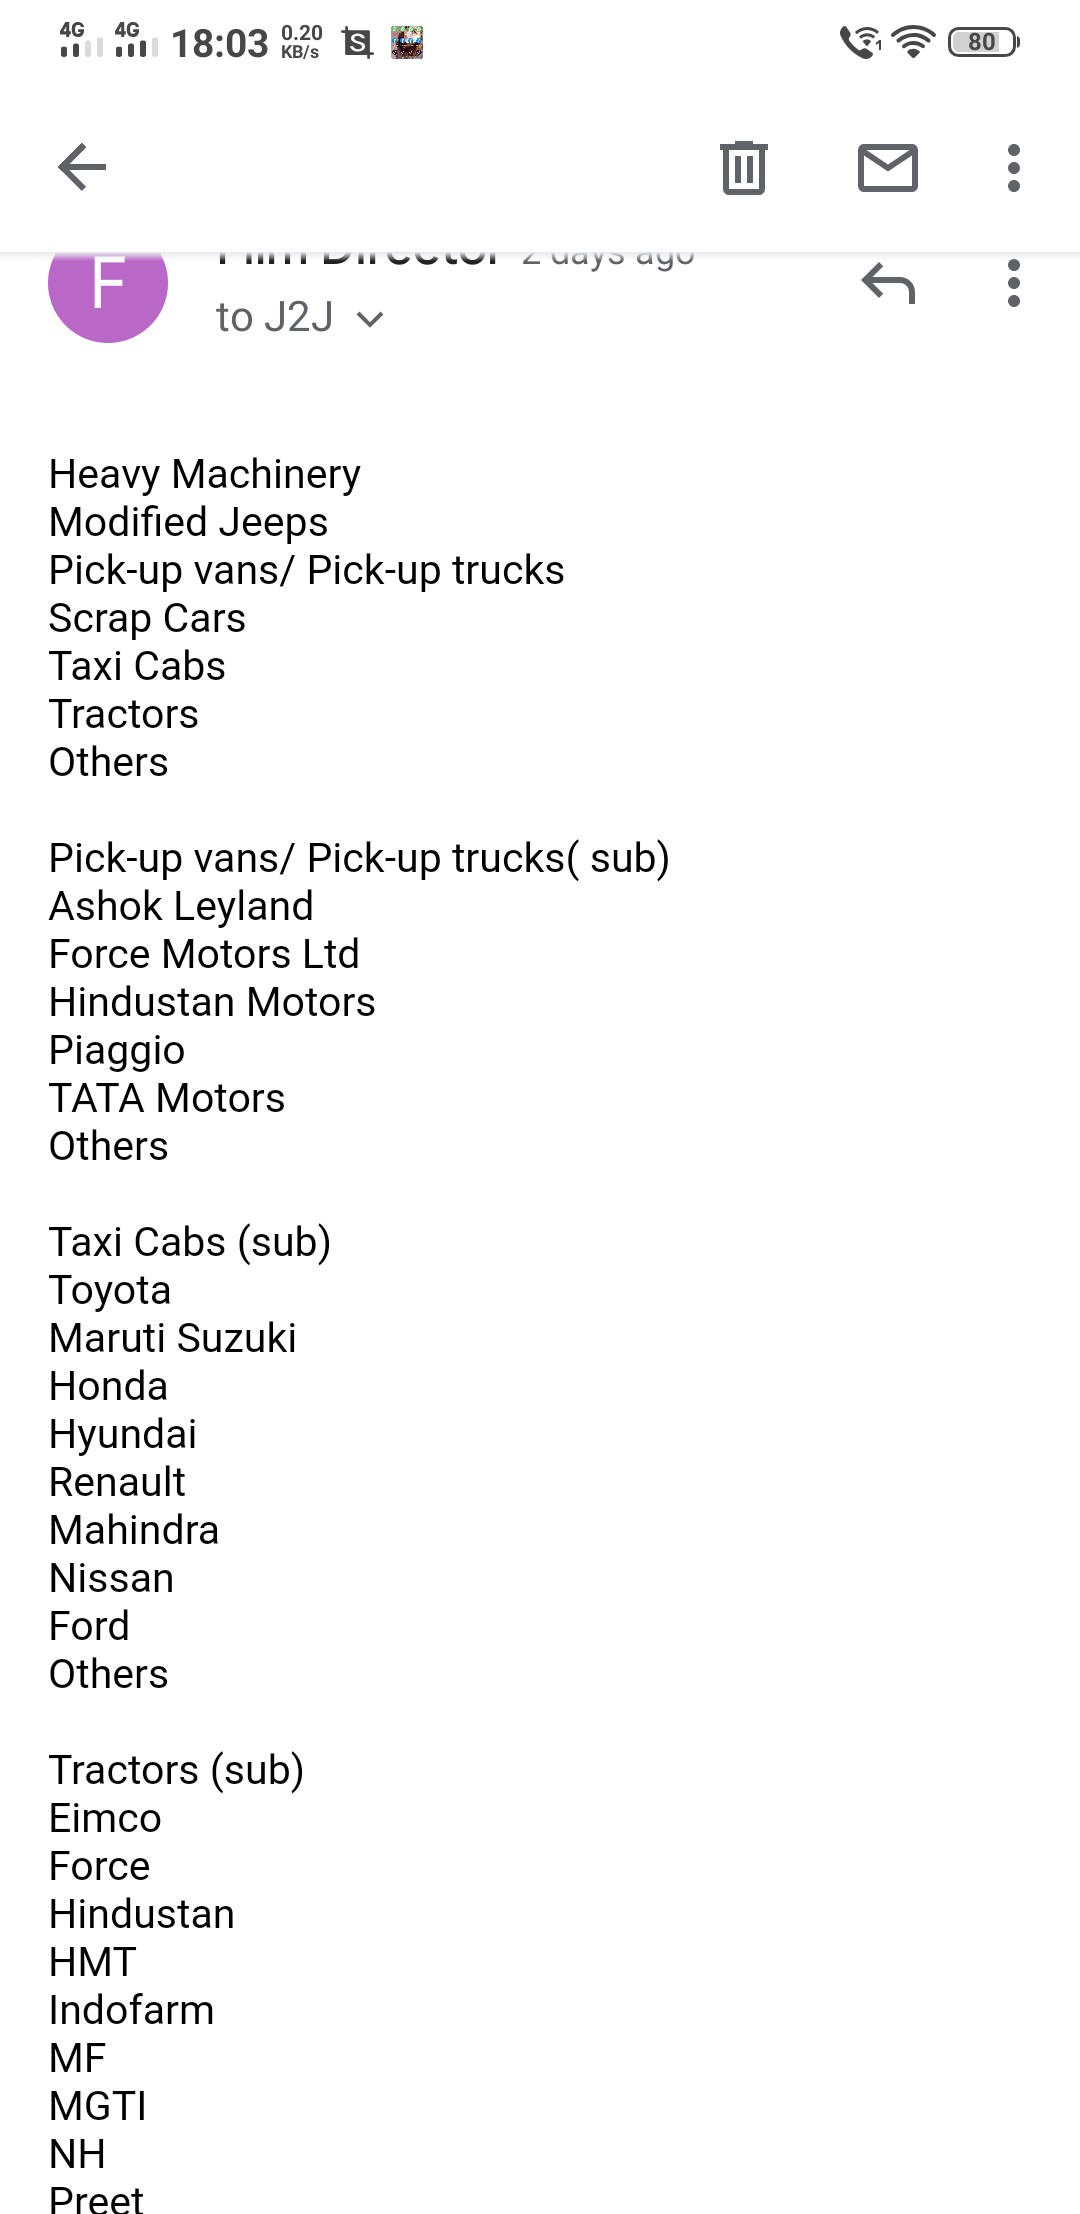 4G 4G 18:03 0.20 KB/s S 1 80
F Film Director 2 days ago
to J2J
Heavy Machinery
Modified Jeeps
Pick-up vans/ Pick-up trucks
Scrap Cars
Taxi Cabs
Tractors
Others
Pick-up vans/ Pick-up trucks( sub)
Ashok Leyland
Force Motors Ltd
Hindustan Motors
Piaggio
TATA Motors
Others
Taxi Cabs (sub)
Toyota
Maruti Suzuki
Honda
Hyundai
Renault
Mahindra
Nissan
Ford
Others
Tractors (sub)
Eimco
Force
Hindustan
HMT
Indofarm
MF
MGTI
NH
Preet